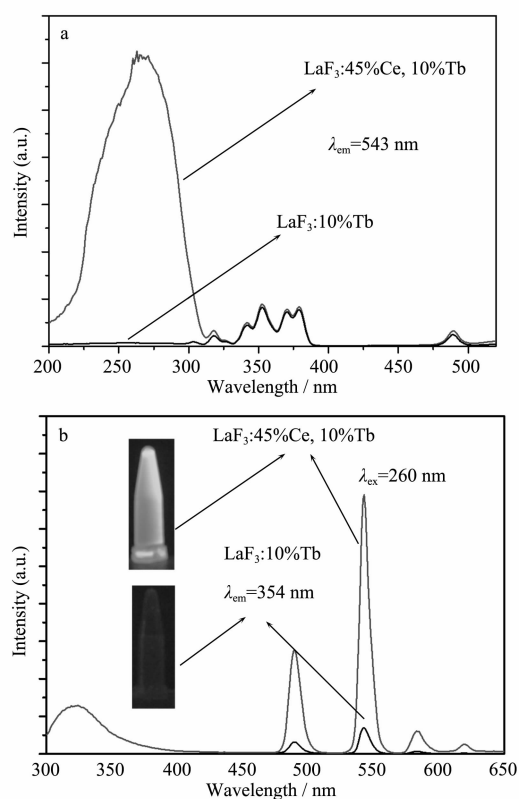 a
LaF₃:45%Ce, 10%Tb
λem=543 nm
LaF₃:10%Tb
Intensity (a.u.)
200 250 300 350 400 450 500
Wavelength / nm
b
LaF₃:45%Ce, 10%Tb
λex=260 nm
LaF₃:10%Tb
λem=354 nm
Intensity (a.u.)
300 350 400 450 500 550 600 650
Wavelength / nm